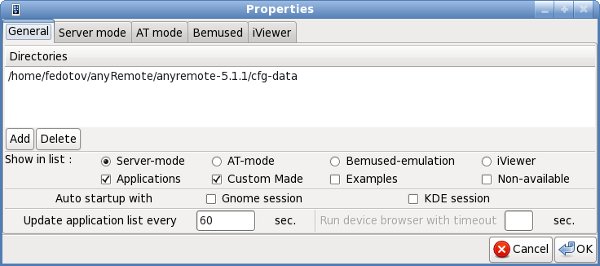 Properties
General Server mode AT mode Bemused iViewer
Directories
/home/fedotov/anyRemote/anyremote-5.1.1/cfg-data
Add Delete
Show in list : Server-mode AT-mode Bemused-emulation iViewer
Applications Custom Made Examples Non-available
Auto startup with Gnome session KDE session
Update application list every 60 sec. Run device browser with timeout sec.
Cancel OK